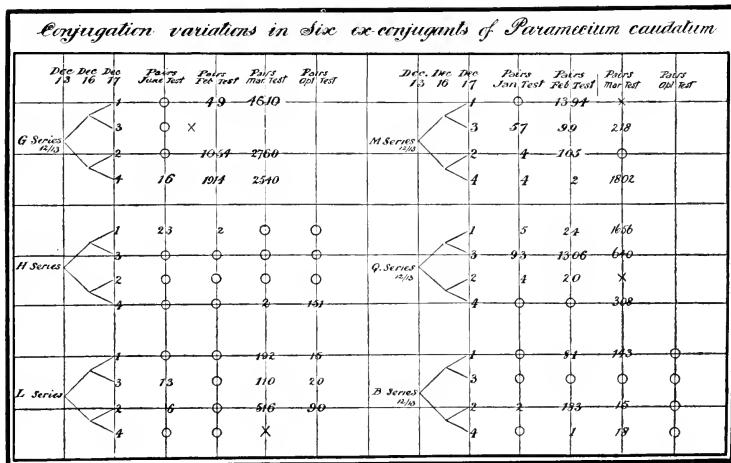 Conjugation variations in Six ex-conjugants of Paramecium caudatum
Dec 13 Dec 16 Dec 17 Pairs June Test Pairs Feb Test Pairs Mar. Test Pairs Apl Test
G Series 12/13
1 O 49 4610
3 O X
2 O 1054 2760
4 16 1914 2540
H Series
1 23 2 O O
3 O O O O
2 O O O O
4 O O 2 151
L Series
1 O O 192 15
3 13 O 110 20
2 6 O 516 90
4 O O X
Dec. 13 Dec 16 Dec 17 Pairs Jan Test Pairs Feb Test Pairs Mar Test Pairs Apl Test
M Series 12/13
1 O 1394 X
3 57 99 218
2 4 105 O
4 4 2 1802
Q. Series 12/13
1 5 24 1656
3 93 1306 640
2 4 20 X
4 O O 308
B Series 12/13
1 O 81 143 O
3 O O O O
2 2 133 15 O
4 O 1 18 O